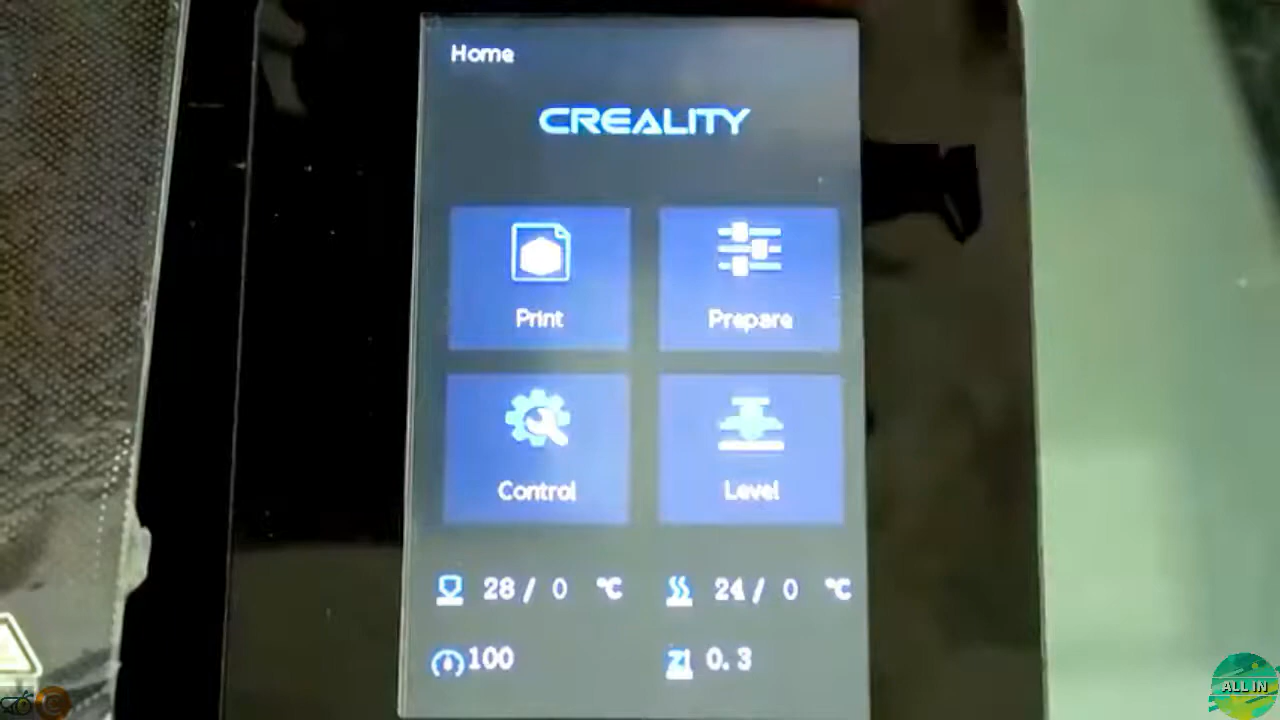 Home
CREALITY
Print
Prepare
Control
Level
28 / 0 °C
24 / 0 °C
100
0.3
ALL IN